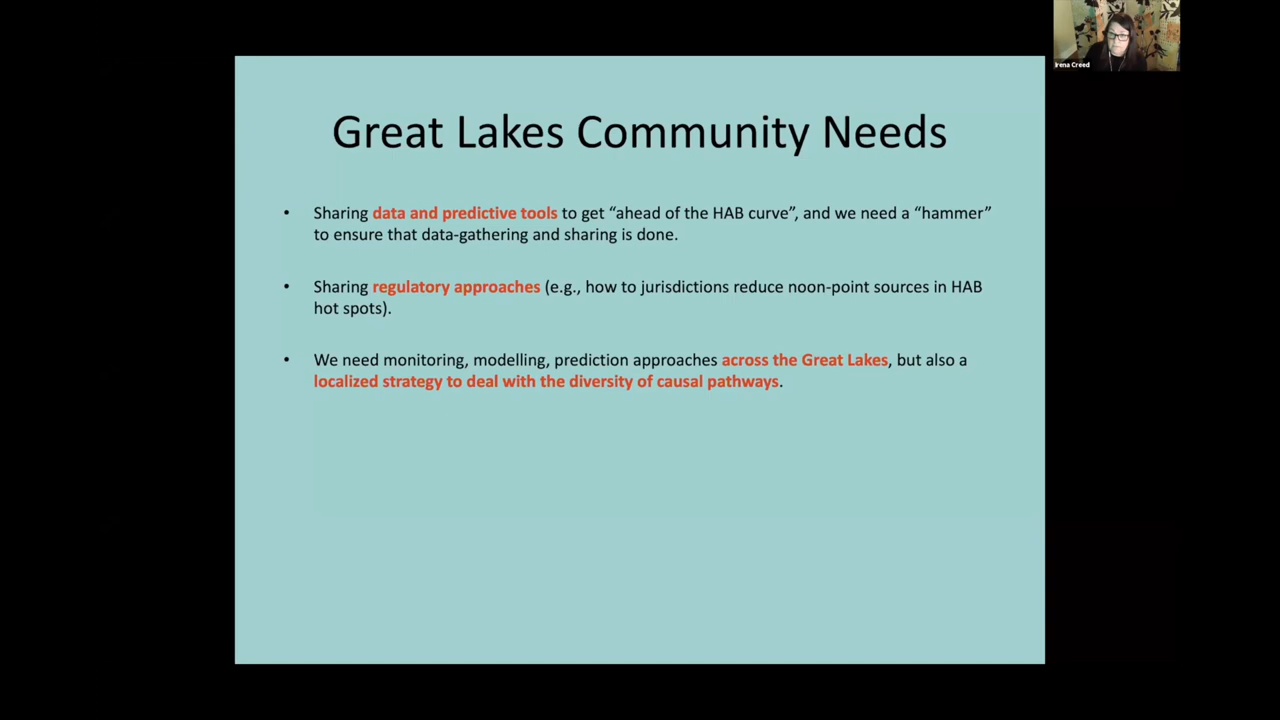 Irena Creed
Great Lakes Community Needs
• Sharing data and predictive tools to get “ahead of the HAB curve”, and we need a “hammer”
to ensure that data-gathering and sharing is done.
• Sharing regulatory approaches (e.g., how to jurisdictions reduce noon-point sources in HAB
hot spots).
• We need monitoring, modelling, prediction approaches across the Great Lakes, but also a
localized strategy to deal with the diversity of causal pathways.